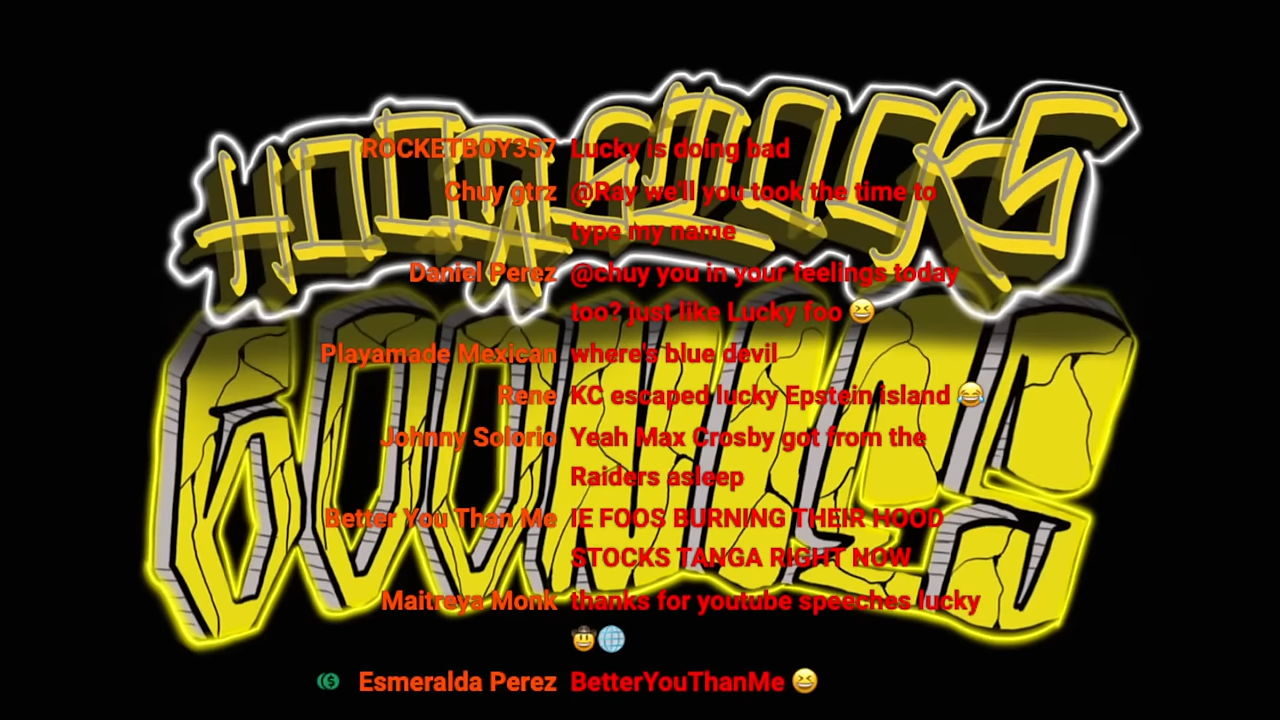 HOODSTOCKS
GOONIES
ROCKETBOY357 Lucky is doing bad
Chuy gtrz @Ray we'll you took the time to
type my name
Daniel Perez @chuy you in your feelings today
too? just like Lucky foo 😆
Playamade Mexican where's blue devil
Rene KC escaped lucky Epstein island 😂
Johnny Solorio Yeah Max Crosby got from the
Raiders asleep
Better You Than Me IE FOOS BURNING THEIR HOOD
STOCKS TANGA RIGHT NOW
Maitreya Monk thanks for youtube speeches lucky
🤠🌐
Esmeralda Perez BetterYouThanMe 😆